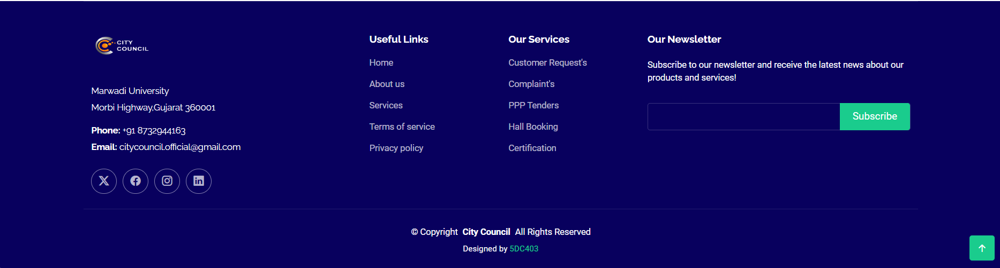 CITY
COUNCIL
Marwadi University
Morbi Highway,Gujarat 360001
Phone: +91 8732944163
Email: citycouncil.official@gmail.com
Useful Links
Home
About us
Services
Terms of service
Privacy policy
Our Services
Customer Request's
Complaint's
PPP Tenders
Hall Booking
Certification
Our Newsletter
Subscribe to our newsletter and receive the latest news about our
products and services!
Subscribe
© Copyright City Council All Rights Reserved
Designed by 5DC403